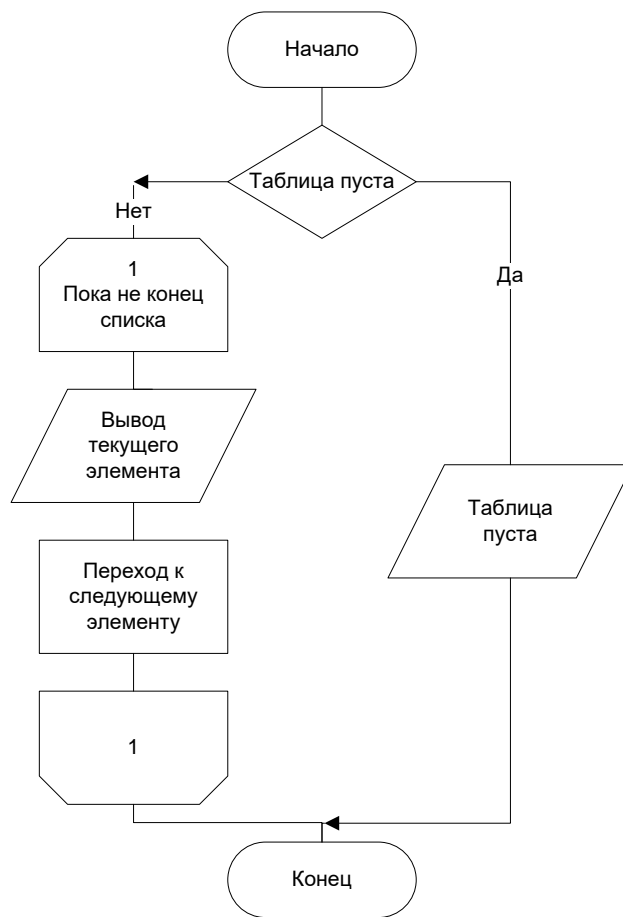 Начало
Таблица пуста
Нет
Да
1
Пока не конец
списка
Вывод
текущего
элемента
Таблица
пуста
Переход к
следующему
элементу
1
Конец